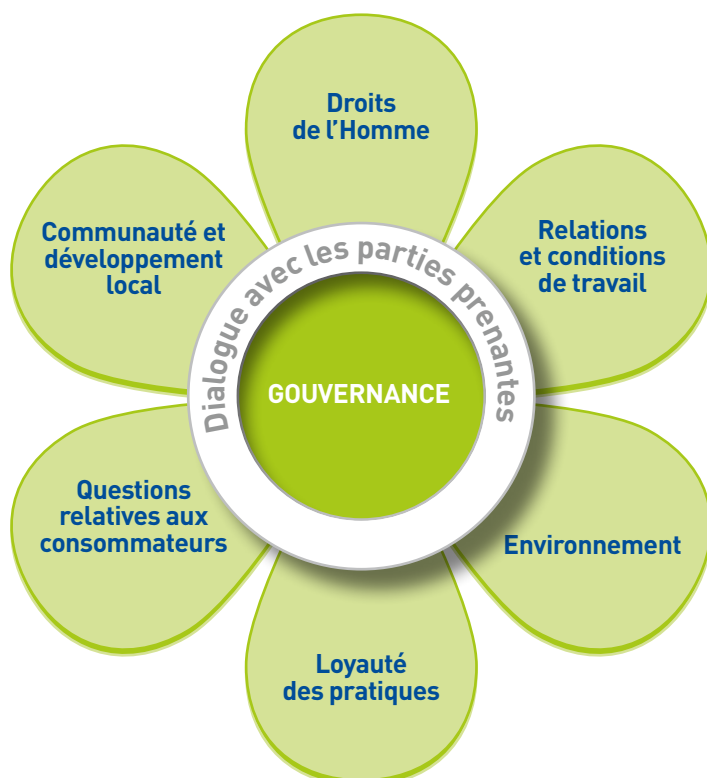 Droits
de l'Homme
Relations
et conditions
de travail
Environnement
Loyauté
des pratiques
Questions
relatives aux
consommateurs
Communauté et
développement
local
Dialogue avec les parties prenantes
GOUVERNANCE